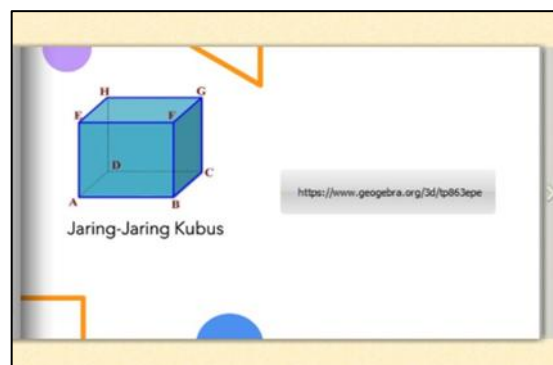 H G
E F
D C
A B
Jaring-Jaring Kubus
https://www.geogebra.org/3d/tp863epe